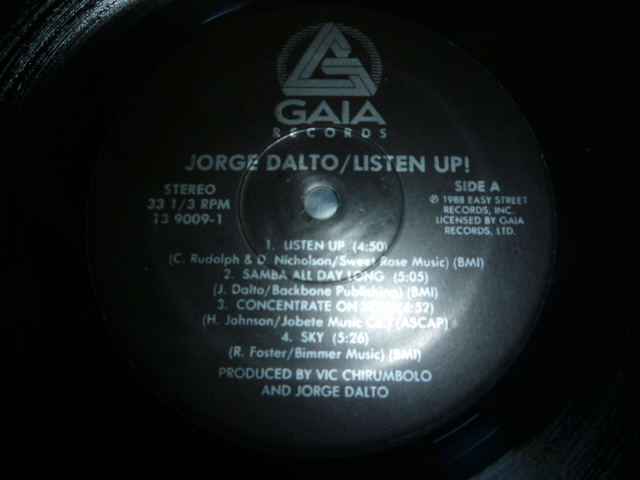 GAIA
RECORDS
JORGE DALTO/LISTEN UP!
STEREO
33 1/3 RPM
13 9009-1
SIDE A
℗ 1988 EASY STREET
RECORDS, INC.
LICENSED BY GAIA
RECORDS, LTD.
1. LISTEN UP (4:50)
(C. Rudolph & D. Nicholson/Sweet Rose Music) (BMI)
2. SAMBA ALL DAY LONG (5:05)
(J. Dalto/Backbone Publishing) (BMI)
3. CONCENTRATE ON YOU (4:52)
(H. Johnson/Jobete Music Co.) (ASCAP)
4. SKY (5:26)
(R. Foster/Bimmer Music) (BMI)
PRODUCED BY VIC CHIRUMBOLO
AND JORGE DALTO